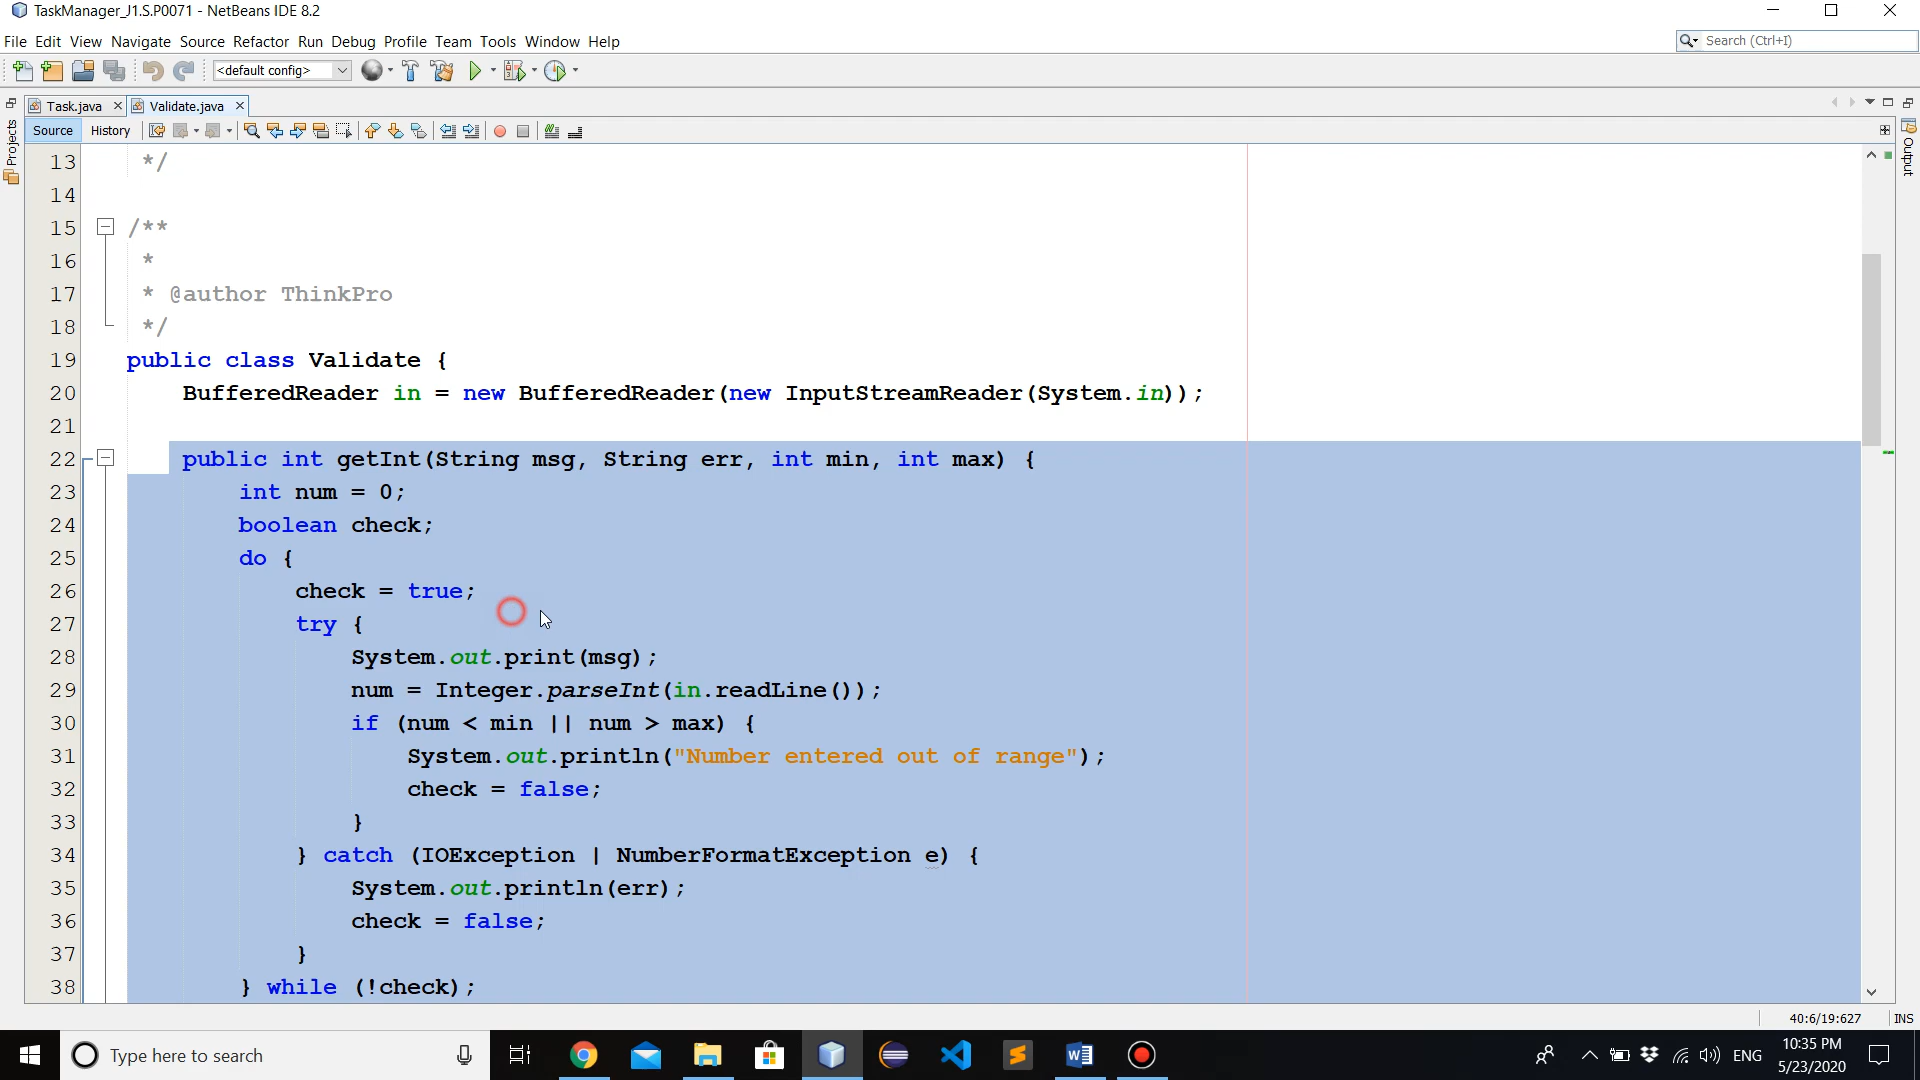 TaskManager_J1.S.P0071 - NetBeans IDE 8.2
File Edit View Navigate Source Refactor Run Debug Profile Team Tools Window Help
Search (Ctrl+I)
<default config>
Task.java Validate.java
Source History
Projects
Output
13 */
14
15 /**
16 *
17 * @author ThinkPro
18 */
19 public class Validate {
20 BufferedReader in = new BufferedReader(new InputStreamReader(System.in));
21
22 public int getInt(String msg, String err, int min, int max) {
23 int num = 0;
24 boolean check;
25 do {
26 check = true;
27 try {
28 System.out.print(msg);
29 num = Integer.parseInt(in.readLine());
30 if (num < min || num > max) {
31 System.out.println("Number entered out of range");
32 check = false;
33 }
34 } catch (IOException | NumberFormatException e) {
35 System.out.println(err);
36 check = false;
37 }
38 } while (!check);
40:6/19:627 INS
Type here to search
ENG
10:35 PM
5/23/2020